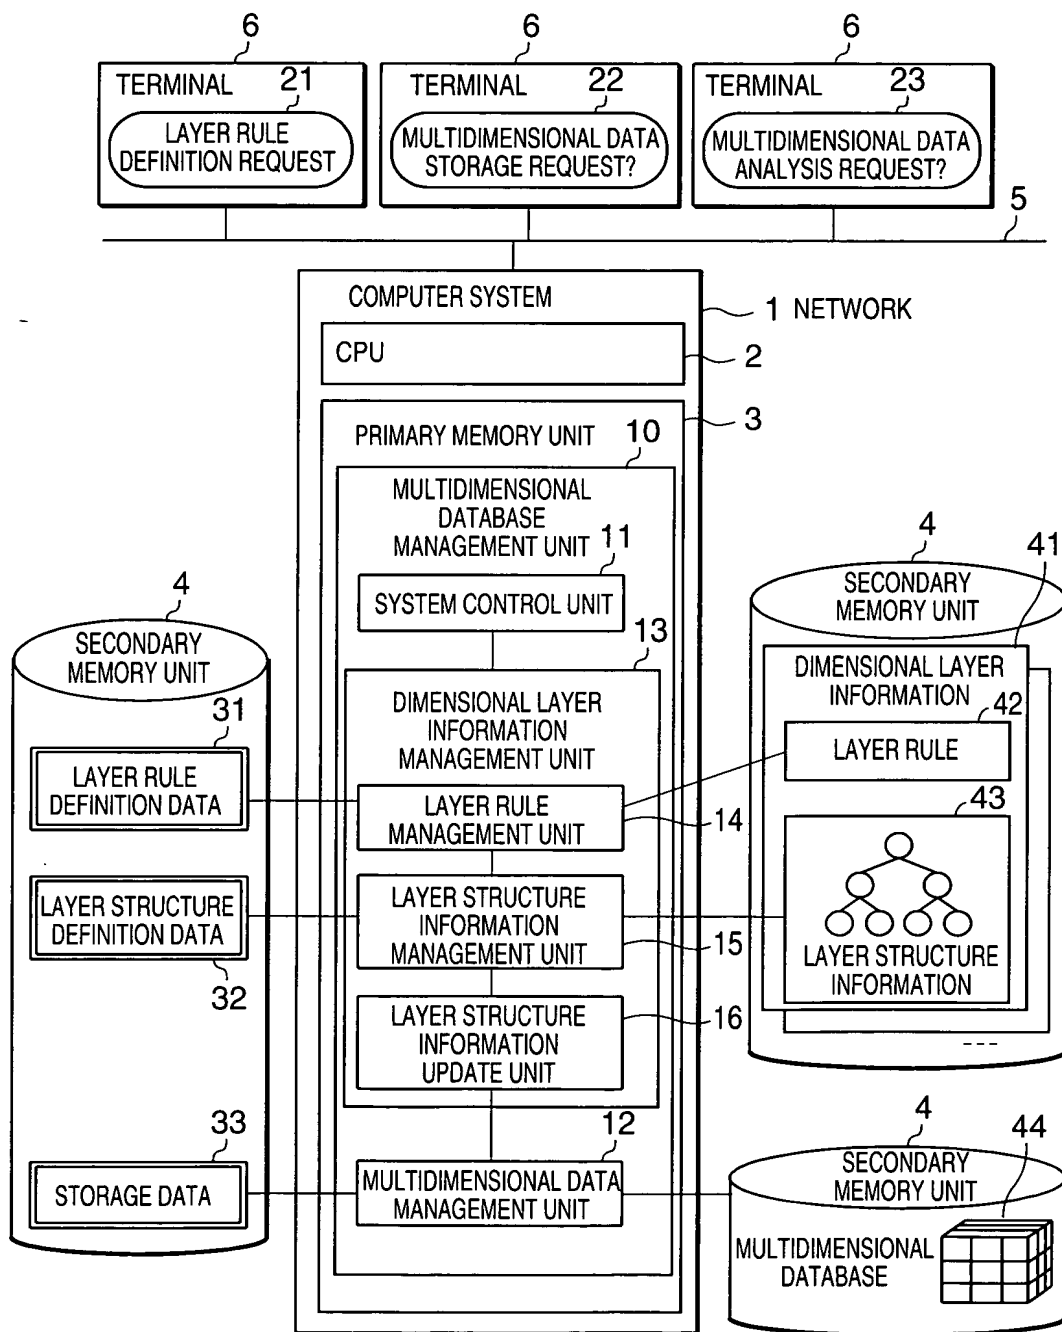 6
6
6
TERMINAL
21
LAYER RULE
DEFINITION REQUEST
TERMINAL
22
MULTIDIMENSIONAL DATA
STORAGE REQUEST?
TERMINAL
23
MULTIDIMENSIONAL DATA
ANALYSIS REQUEST?
5
COMPUTER SYSTEM
1 NETWORK
CPU
2
3
PRIMARY MEMORY UNIT
10
MULTIDIMENSIONAL
DATABASE
MANAGEMENT UNIT
11
SYSTEM CONTROL UNIT
13
DIMENSIONAL LAYER
INFORMATION
MANAGEMENT UNIT
LAYER RULE
MANAGEMENT UNIT
14
LAYER STRUCTURE
INFORMATION
MANAGEMENT UNIT
15
LAYER STRUCTURE
INFORMATION
UPDATE UNIT
16
12
MULTIDIMENSIONAL DATA
MANAGEMENT UNIT
4
SECONDARY
MEMORY UNIT
31
LAYER RULE
DEFINITION DATA
LAYER STRUCTURE
DEFINITION DATA
32
33
STORAGE DATA
4
41
SECONDARY
MEMORY UNIT
DIMENSIONAL LAYER
INFORMATION
42
LAYER RULE
43
LAYER STRUCTURE
INFORMATION
---
4
44
SECONDARY
MEMORY UNIT
MULTIDIMENSIONAL
DATABASE